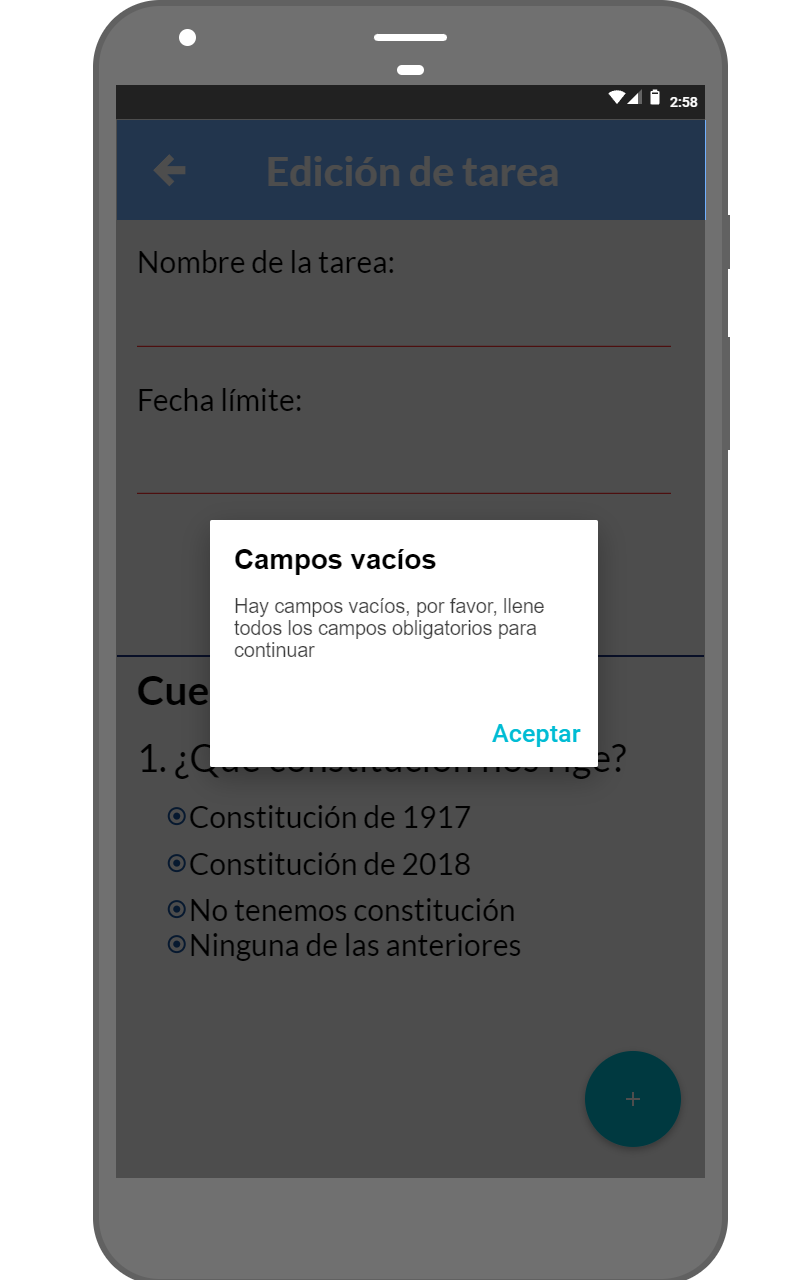 2:58
Edición de tarea
Nombre de la tarea:
Fecha límite:
Campos vacíos
Hay campos vacíos, por favor, llene
todos los campos obligatorios para
continuar
Aceptar
Cue
1. ¿Qué constitución nos rige?
Constitución de 1917
Constitución de 2018
No tenemos constitución
Ninguna de las anteriores
+